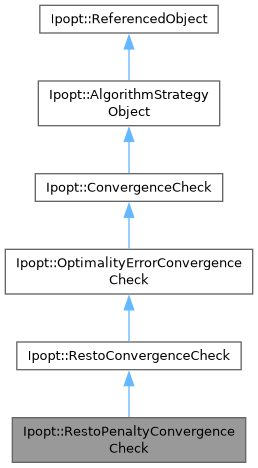 Ipopt::ReferencedObject
Ipopt::AlgorithmStrategy
Object
Ipopt::ConvergenceCheck
Ipopt::OptimalityErrorConvergence
Check
Ipopt::RestoConvergenceCheck
Ipopt::RestoPenaltyConvergence
Check